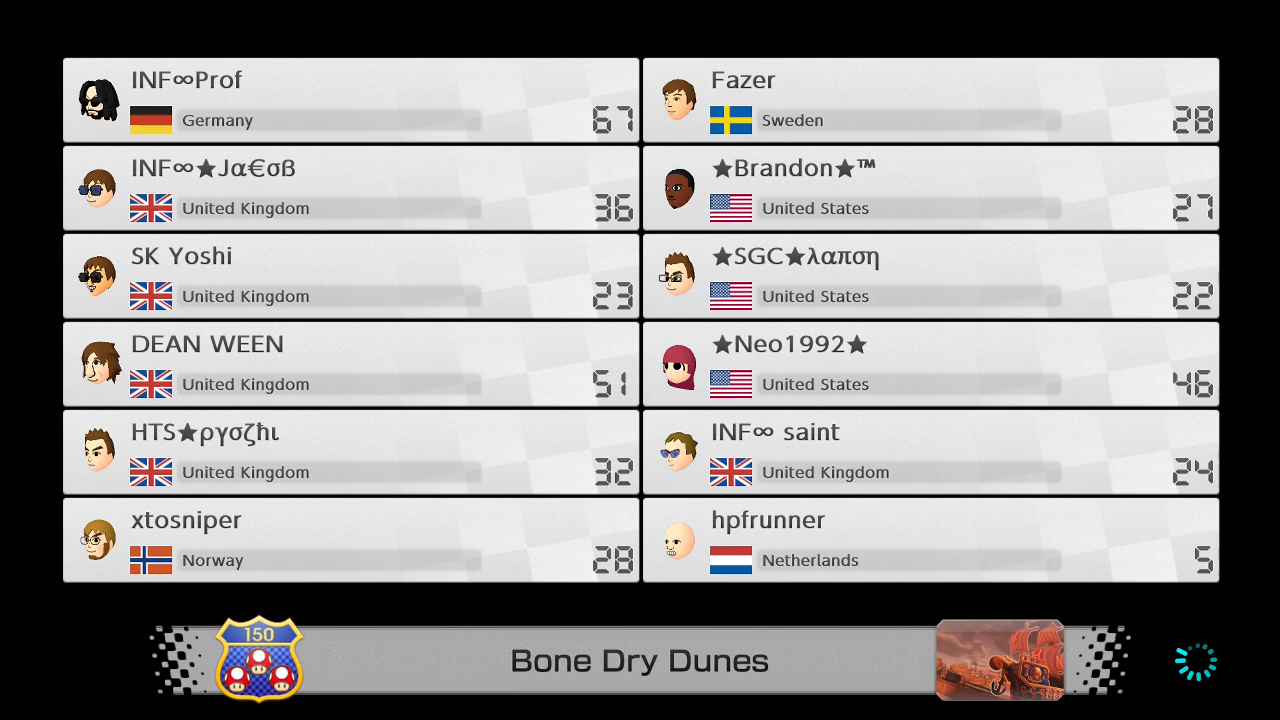 INF∞Prof
Germany
67
INF∞★Jα€σß
United Kingdom
36
SK Yoshi
United Kingdom
23
DEAN WEEN
United Kingdom
51
HTS★ργσζħι
United Kingdom
32
xtosniper
Norway
28
Fazer
Sweden
28
★Brandon★™
United States
27
★SGC★λαπση
United States
22
★Neo1992★
United States
46
INF∞ saint
United Kingdom
24
hpfrunner
Netherlands
5
150
Bone Dry Dunes